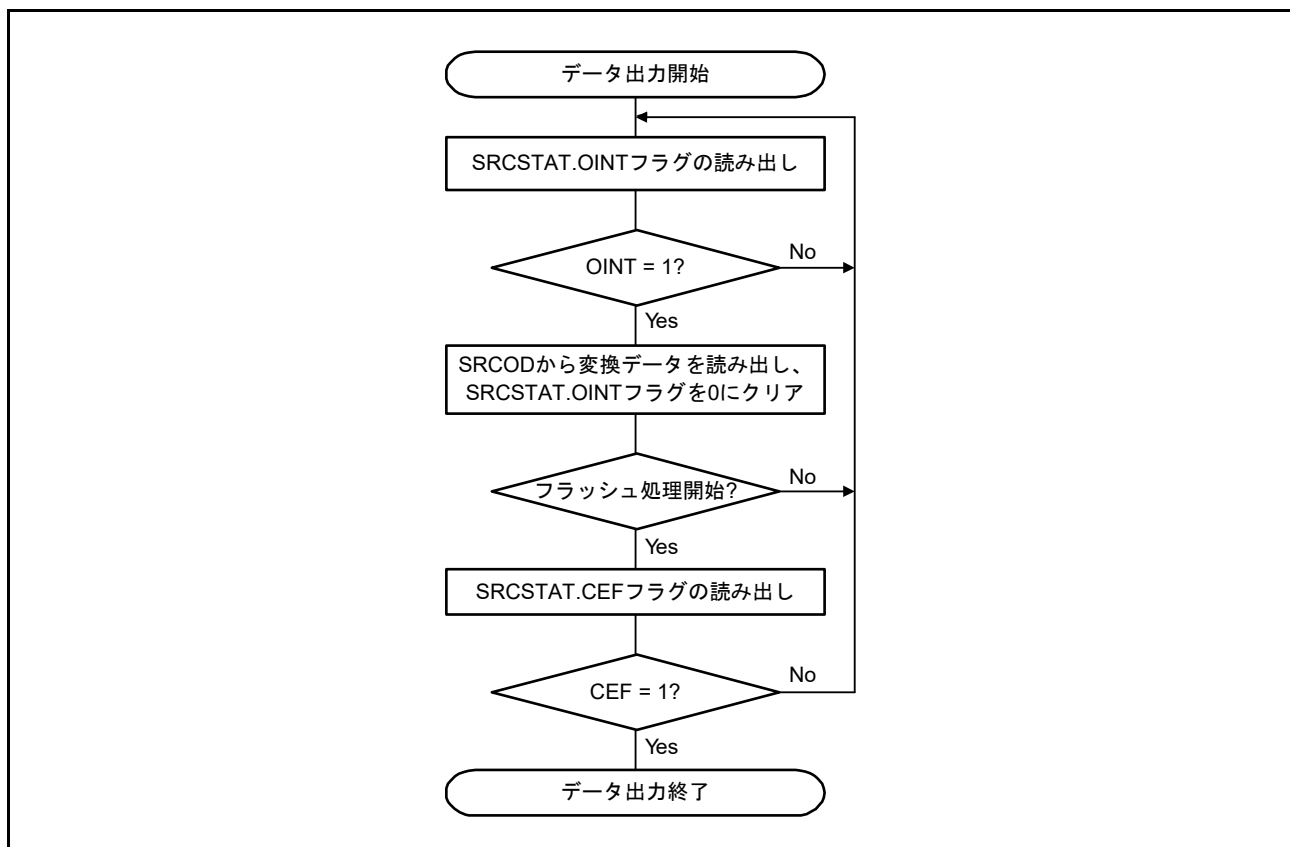 データ出力開始
SRCSTAT.OINTフラグの読み出し
OINT = 1?
No
Yes
SRCODから変換データを読み出し、
SRCSTAT.OINTフラグを0にクリア
フラッシュ処理開始?
No
Yes
SRCSTAT.CEFフラグの読み出し
CEF = 1?
No
Yes
データ出力終了